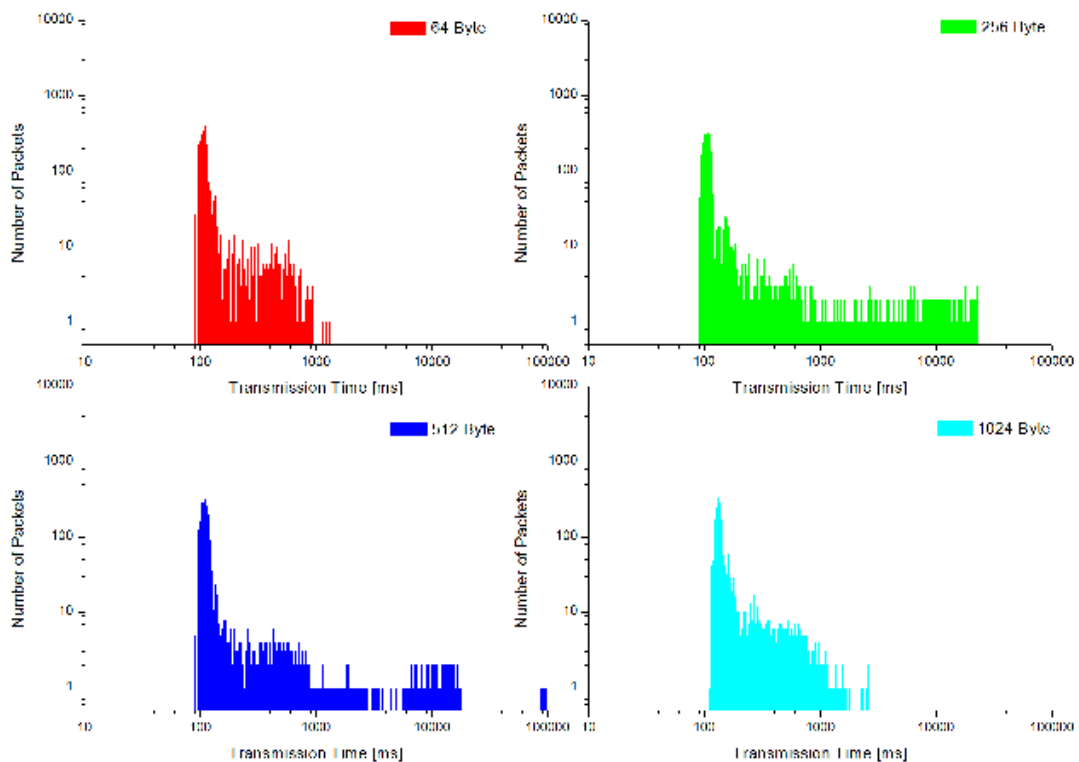 10000
1000
100
10
1
Number of Packets
64 Byte
10 100 1000 10000 100000
Transmission Time [ms]
10000
1000
100
10
1
Number of Packets
256 Byte
10 100 1000 10000 100000
Transmission Time [ms]
10000
1000
100
10
1
Number of Packets
512 Byte
10 100 1000 10000 100000
Transmission Time [ms]
10000
1000
100
10
1
Number of Packets
1024 Byte
10 100 1000 10000 100000
Transmission Time [ms]